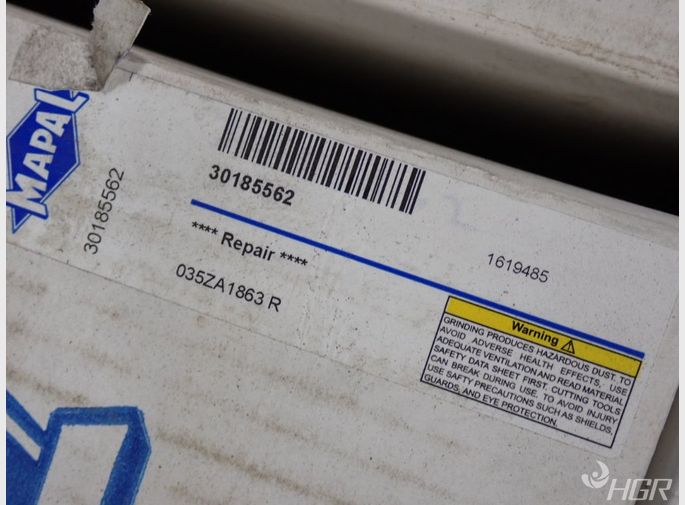 MAPAL
30185562
30185562
**** Repair ****
1619485
035ZA1863 R
Warning
GRINDING PRODUCES HAZARDOUS DUST. TO
AVOID ADVERSE HEALTH EFFECTS, USE
ADEQUATE VENTILATION AND READ MATERIAL
SAFETY DATA SHEET FIRST. CUTTING TOOLS
CAN BREAK DURING USE. TO AVOID INJURY
USE SAFTY PRECAUTIONS SUCH AS SHIELDS,
GUARDS, AND EYE PROTECTION.
HGR